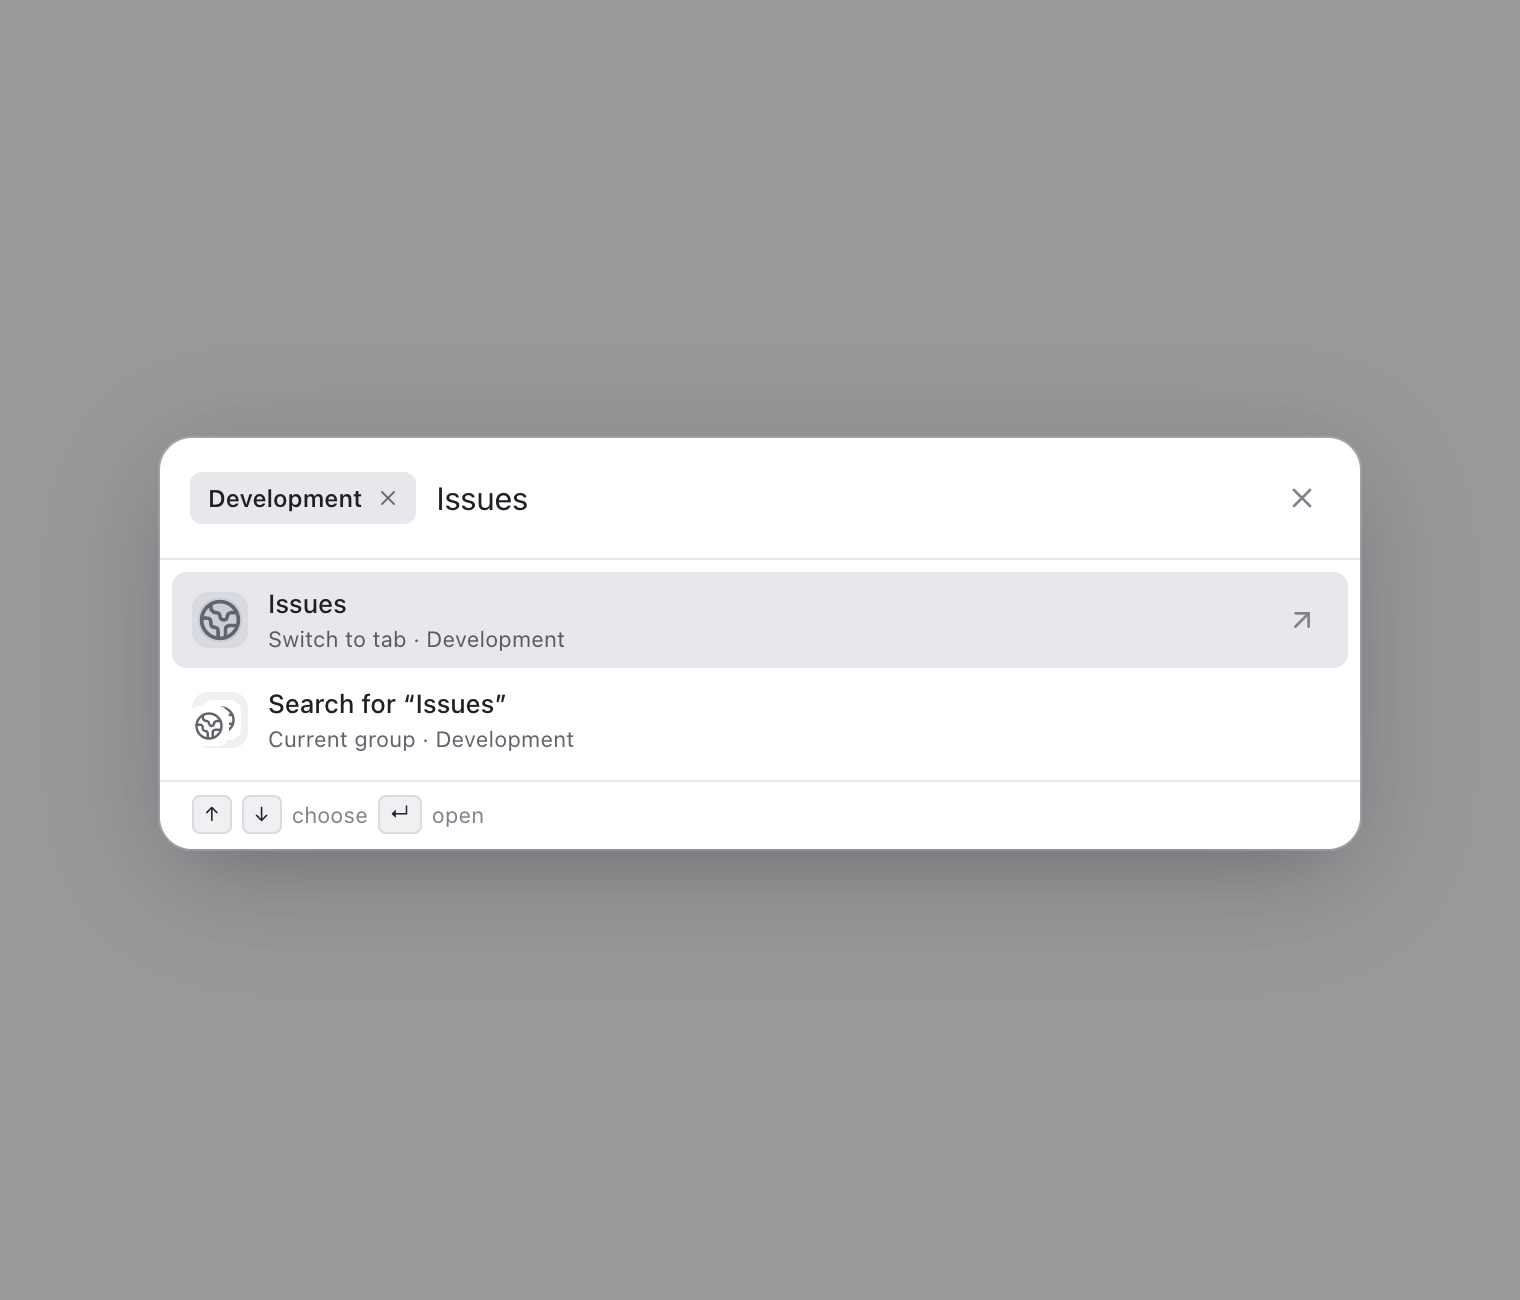 Development Issues
Issues
Switch to tab · Development
Search for “Issues”
Current group · Development
↑ ↓ choose ↵ open